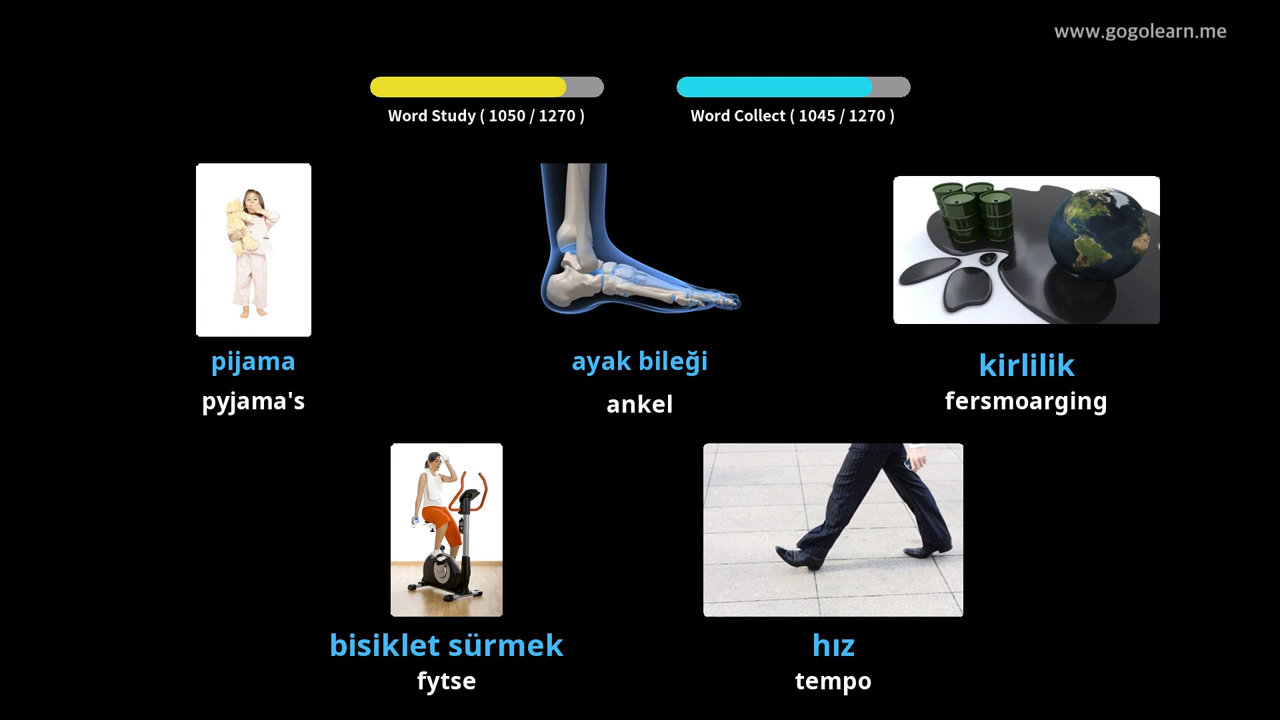 www.gogolearn.me
Word Study ( 1050 / 1270 )
Word Collect ( 1045 / 1270 )
pijama
pyjama's
ayak bileği
ankel
kirlilik
fersmoarging
bisiklet sürmek
fytse
hız
tempo